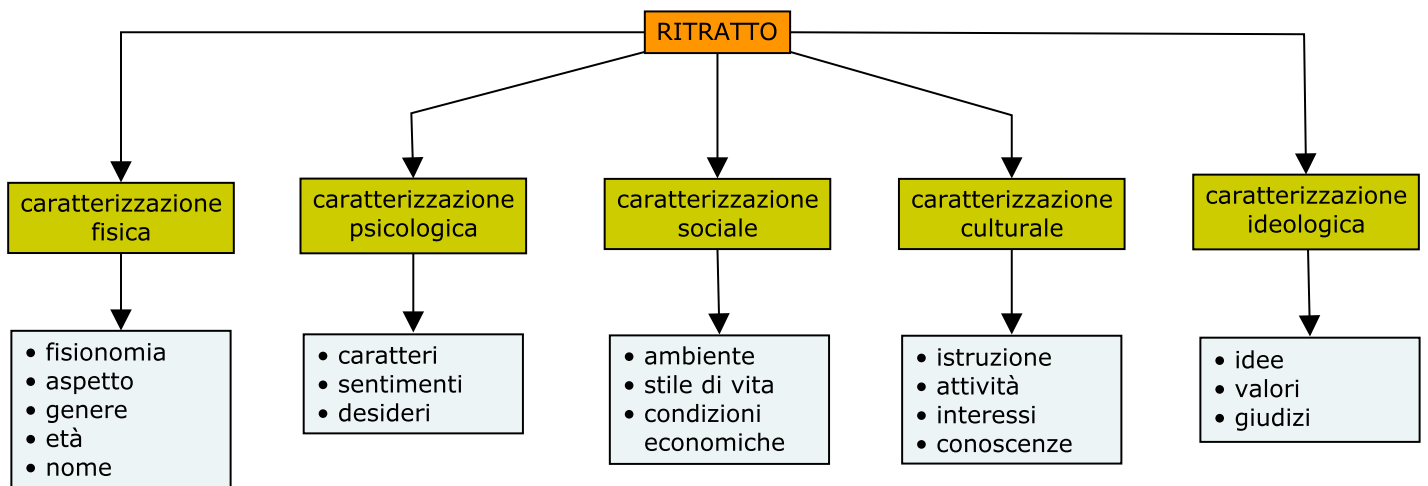 RITRATTO
caratterizzazione
fisica
caratterizzazione
psicologica
caratterizzazione
sociale
caratterizzazione
culturale
caratterizzazione
ideologica
• fisionomia
• aspetto
• genere
• età
• nome
• caratteri
• sentimenti
• desideri
• ambiente
• stile di vita
• condizioni
economiche
• istruzione
• attività
• interessi
• conoscenze
• idee
• valori
• giudizi